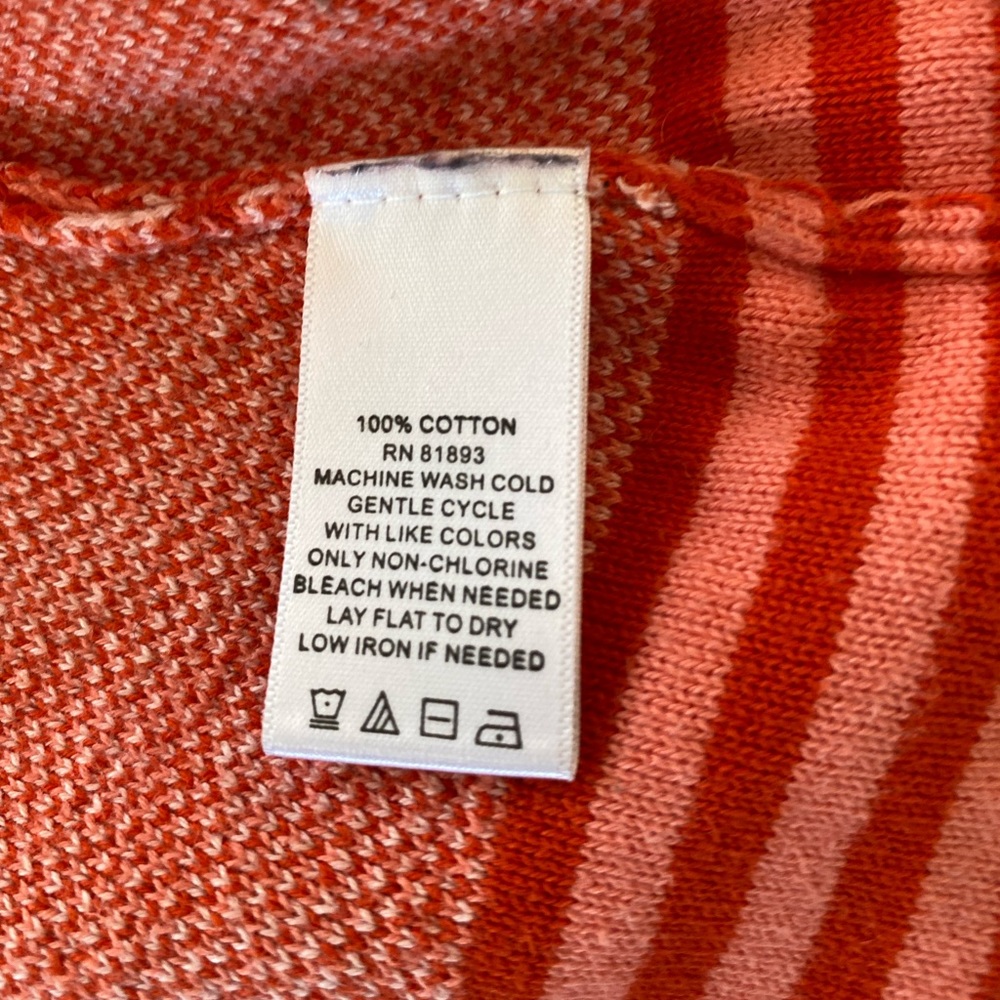 100% COTTON
RN 81893
MACHINE WASH COLD
GENTLE CYCLE
WITH LIKE COLORS
ONLY NON-CHLORINE
BLEACH WHEN NEEDED
LAY FLAT TO DRY
LOW IRON IF NEEDED